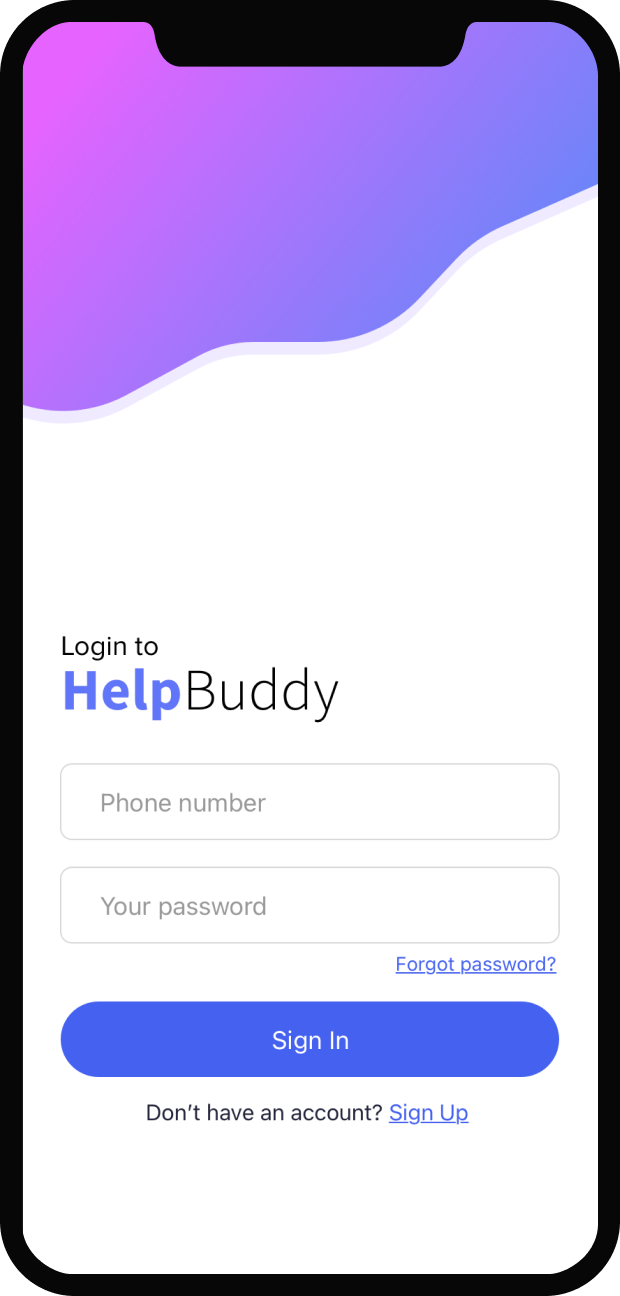 Login to
HelpBuddy
Phone number
Your password
Forgot password?
Sign In
Don’t have an account? Sign Up